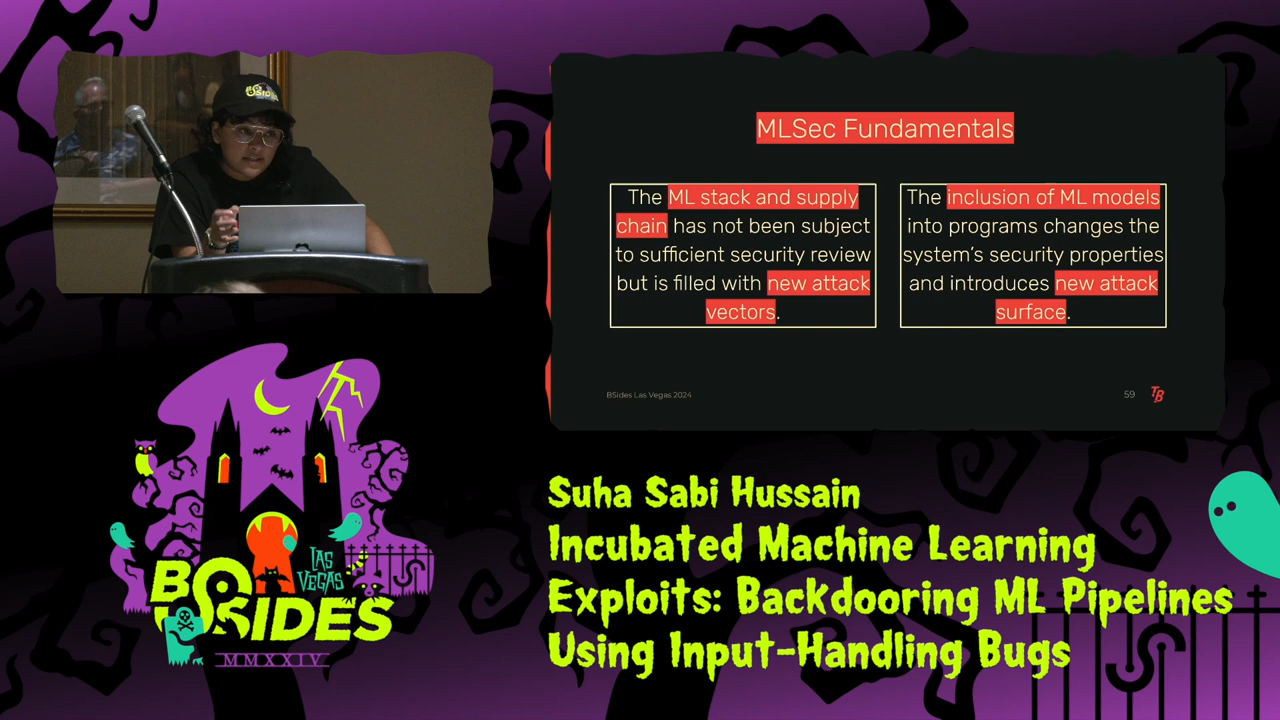 BSIDES
MLSec Fundamentals
The ML stack and supply
chain has not been subject
to sufficient security review
but is filled with new attack
vectors.
The inclusion of ML models
into programs changes the
system's security properties
and introduces new attack
surface.
BSides Las Vegas 2024
59
TB
LAS
VEGAS
BSIDES
MMXXIV
Suha Sabi Hussain
Incubated Machine Learning
Exploits: Backdooring ML Pipelines
Using Input-Handling Bugs